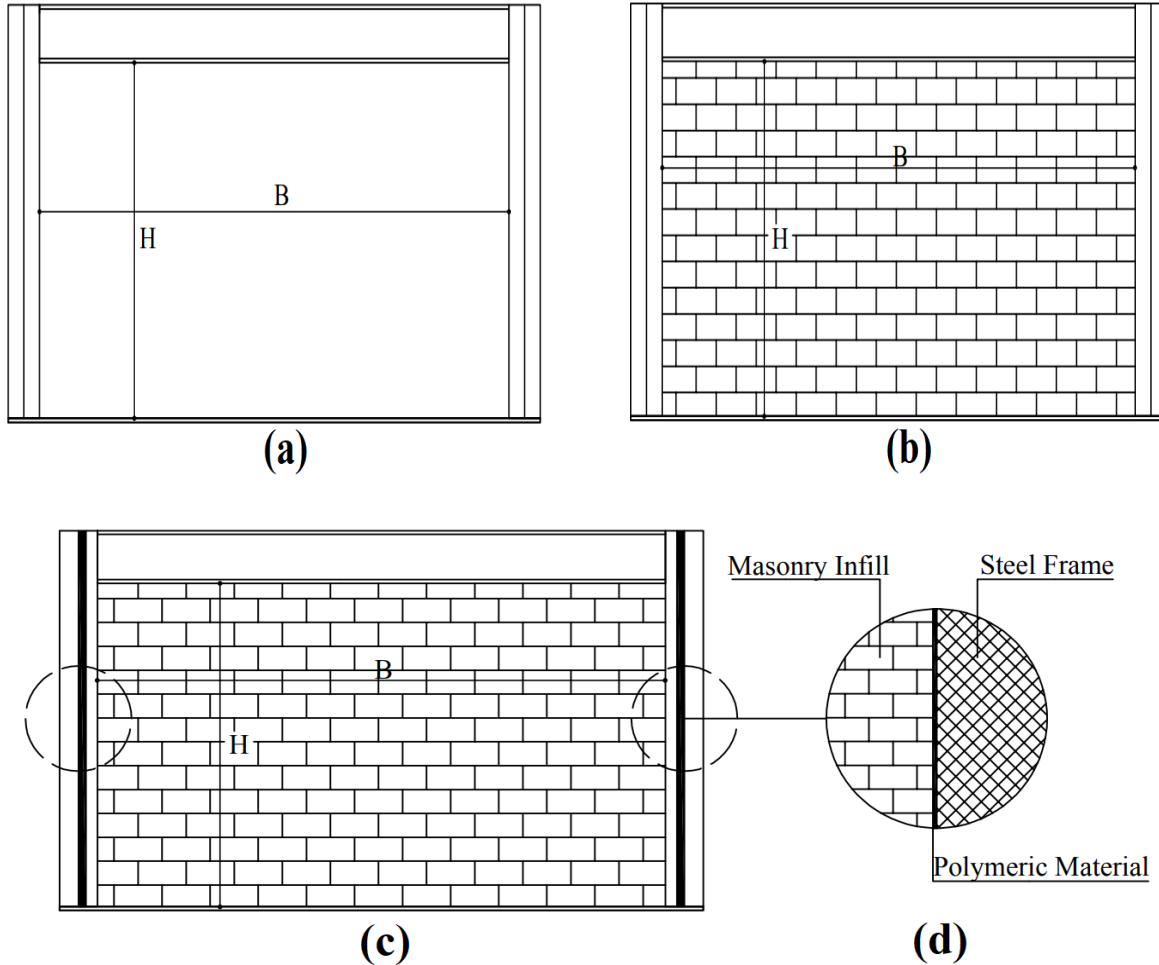 B
H
(a)
B
H
(b)
B
H
(c)
Masonry Infill
Steel Frame
Polymeric Material
(d)